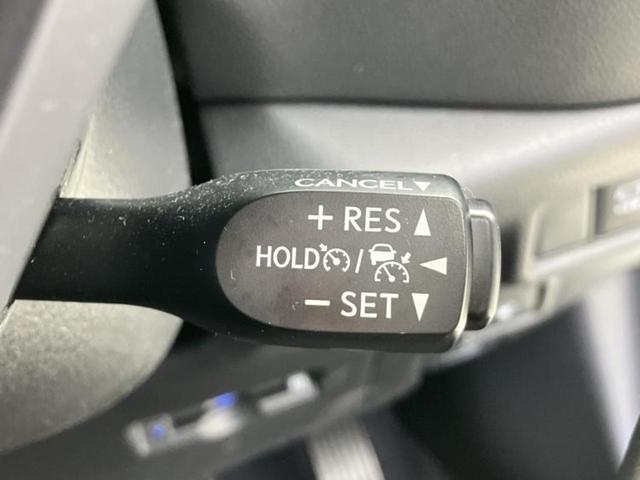 CANCEL▼
+ RES ▲
HOLD / ◀
− SET ▼